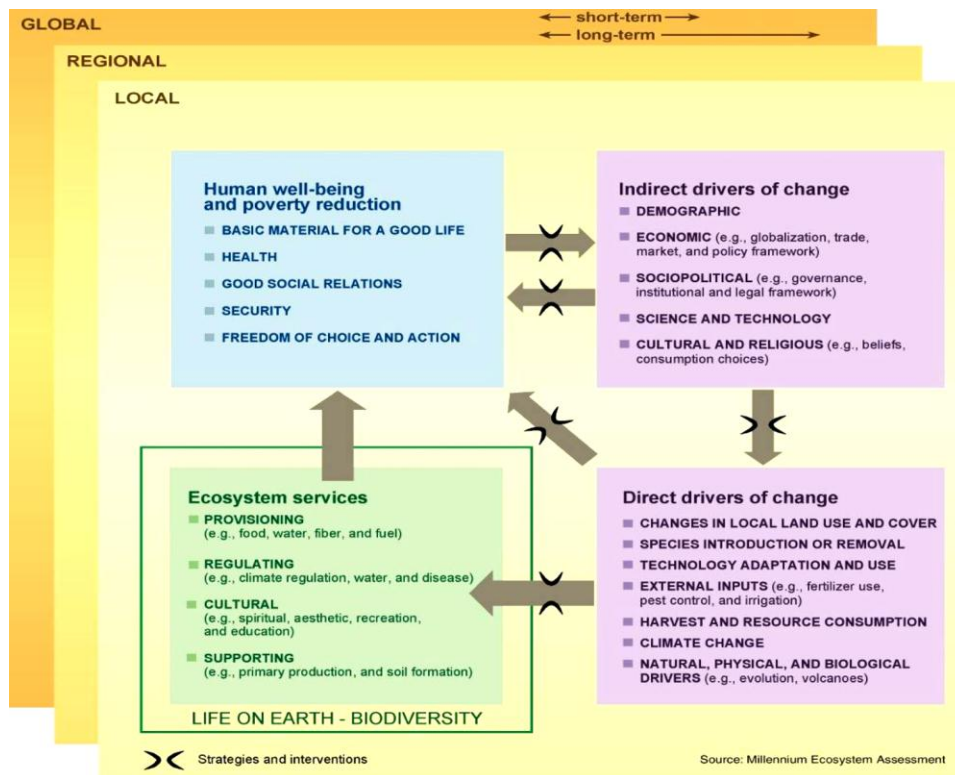 GLOBAL
short-term
long-term
REGIONAL
LOCAL
Human well-being
and poverty reduction
BASIC MATERIAL FOR A GOOD LIFE
HEALTH
GOOD SOCIAL RELATIONS
SECURITY
FREEDOM OF CHOICE AND ACTION
Indirect drivers of change
DEMOGRAPHIC
ECONOMIC (e.g., globalization, trade,
market, and policy framework)
SOCIOPOLITICAL (e.g., governance,
institutional and legal framework)
SCIENCE AND TECHNOLOGY
CULTURAL AND RELIGIOUS (e.g., beliefs,
consumption choices)
Ecosystem services
PROVISIONING
(e.g., food, water, fiber, and fuel)
REGULATING
(e.g., climate regulation, water, and disease)
CULTURAL
(e.g., spiritual, aesthetic, recreation,
and education)
SUPPORTING
(e.g., primary production, and soil formation)
LIFE ON EARTH - BIODIVERSITY
Direct drivers of change
CHANGES IN LOCAL LAND USE AND COVER
SPECIES INTRODUCTION OR REMOVAL
TECHNOLOGY ADAPTATION AND USE
EXTERNAL INPUTS (e.g., fertilizer use,
pest control, and irrigation)
HARVEST AND RESOURCE CONSUMPTION
CLIMATE CHANGE
NATURAL, PHYSICAL, AND BIOLOGICAL
DRIVERS (e.g., evolution, volcanoes)
Strategies and interventions
Source: Millennium Ecosystem Assessment